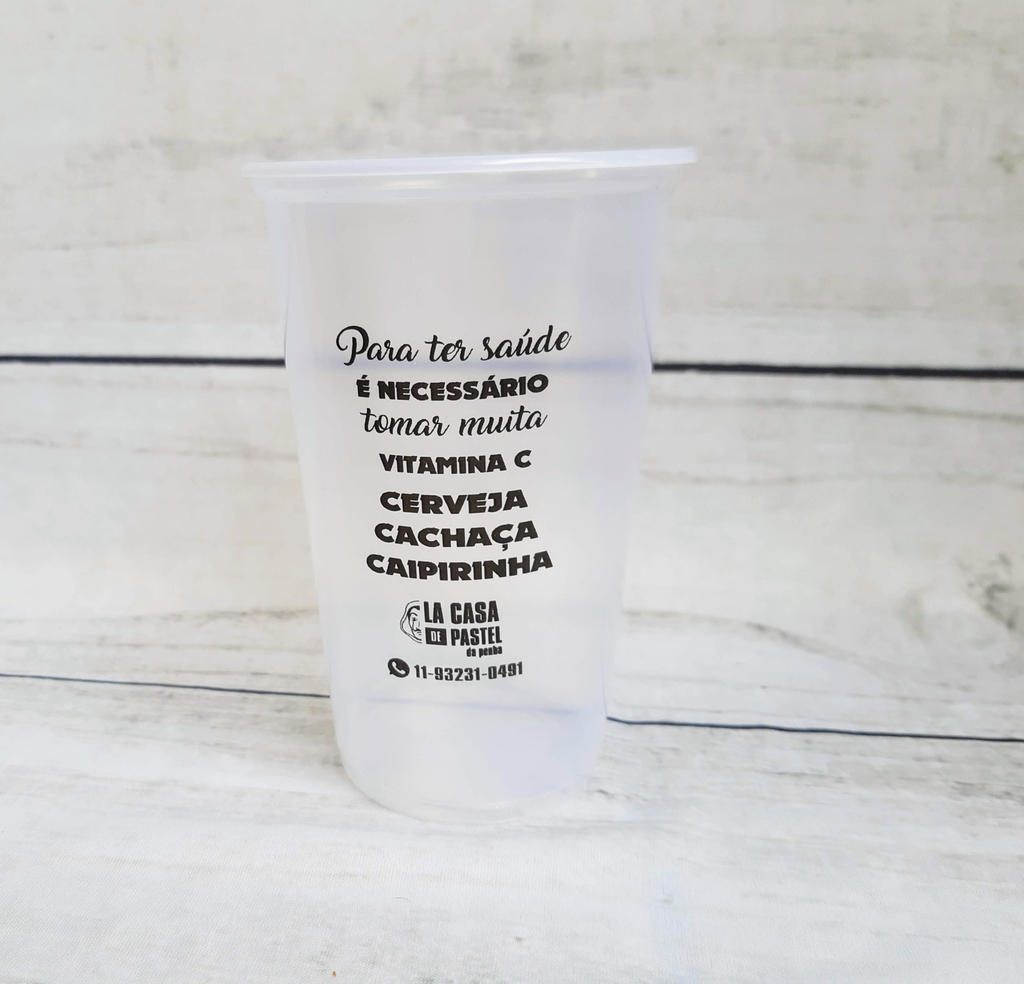 Para ter saúde
É NECESSÁRIO
tomar muita
VITAMINA C
CERVEJA
CACHAÇA
CAIPIRINHA
LA CASA
DE PASTEL
da penha
11-93231-0491